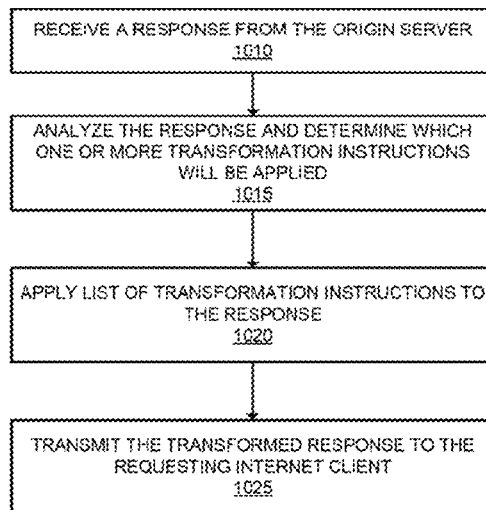 RECEIVE A RESPONSE FROM THE ORIGIN SERVER
1010
ANALYZE THE RESPONSE AND DETERMINE WHICH
ONE OR MORE TRANSFORMATION INSTRUCTIONS
WILL BE APPLIED
1015
APPLY LIST OF TRANSFORMATION INSTRUCTIONS TO
THE RESPONSE
1020
TRANSMIT THE TRANSFORMED RESPONSE TO THE
REQUESTING INTERNET CLIENT
1025